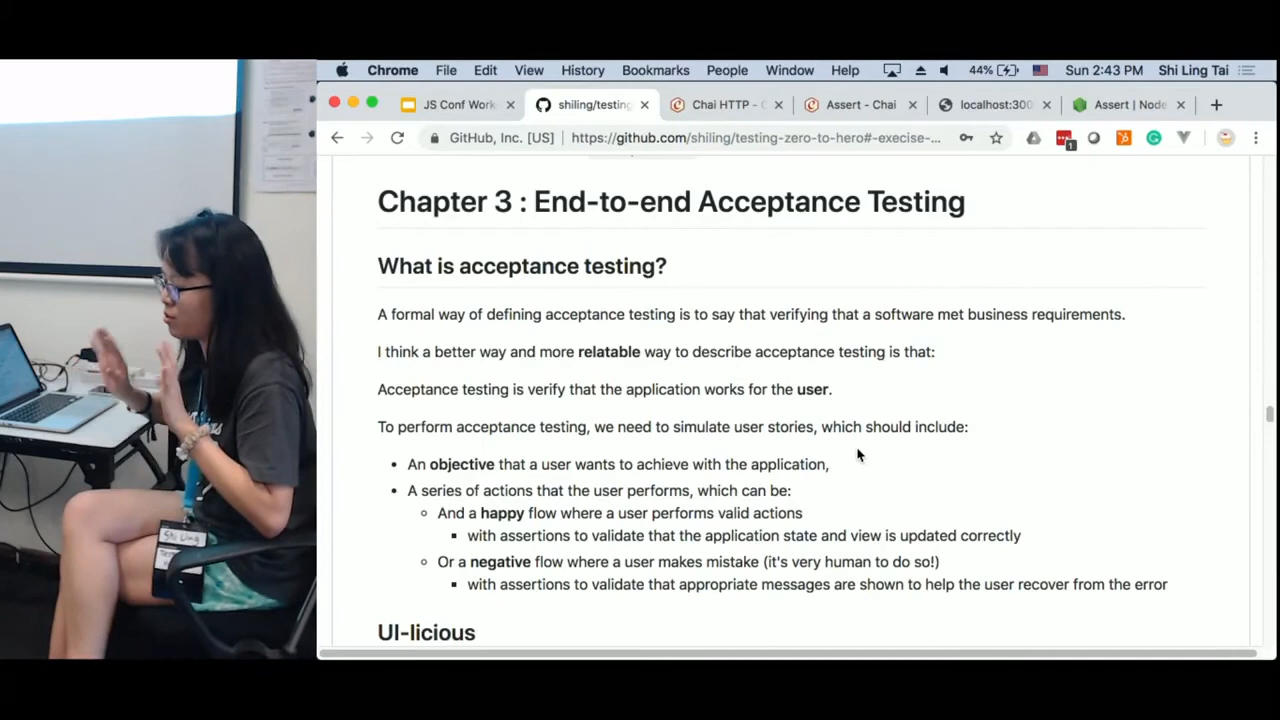 Chrome File Edit View History Bookmarks People Window Help 44% Sun 2:43 PM Shi Ling Tai
JS Conf Work
shiling/testing
Chai HTTP - C
Assert - Chai
localhost:300
Assert | Node
GitHub, Inc. [US] https://github.com/shiling/testing-zero-to-hero#-execise-...
1
Chapter 3 : End-to-end Acceptance Testing
What is acceptance testing?
A formal way of defining acceptance testing is to say that verifying that a software met business requirements.
I think a better way and more relatable way to describe acceptance testing is that:
Acceptance testing is verify that the application works for the user.
To perform acceptance testing, we need to simulate user stories, which should include:
• An objective that a user wants to achieve with the application,
• A series of actions that the user performs, which can be:
And a happy flow where a user performs valid actions
with assertions to validate that the application state and view is updated correctly
Or a negative flow where a user makes mistake (it's very human to do so!)
with assertions to validate that appropriate messages are shown to help the user recover from the error
UI-licious
Shi Ling